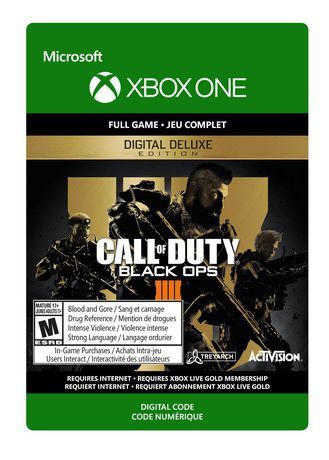 Microsoft
XBOX ONE
FULL GAME • JEU COMPLET
DIGITAL DELUXE
EDITION
CALL OF DUTY
BLACK OPS
IIII
MATURE 17+
JEUNES ADULTES 17+
M
ESRB
Blood and Gore / Sang et carnage
Drug Reference / Mention de drogues
Intense Violence / Violence intense
Strong Language / Langage ordurier
In-Game Purchases / Achats Intra-jeu
Users Interact / Interactivité des utilisateurs
TREYARCH
ACTIVISION
REQUIRES INTERNET • REQUIRES XBOX LIVE GOLD MEMBERSHIP
REQUIERT INTERNET • REQUIERT ABONNEMENT XBOX LIVE GOLD
DIGITAL CODE
CODE NUMÉRIQUE